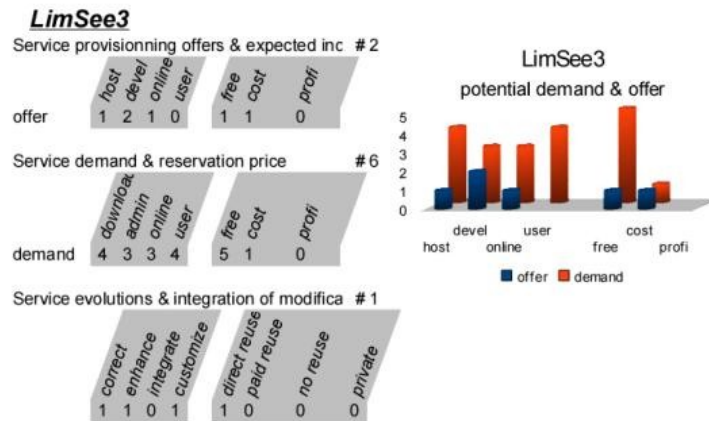 LimSee3
Service provisionning offers & expected inc # 2
host devel online user free cost profi
offer 1 2 1 0 1 1 0
Service demand & reservation price # 6
download admin online user free cost profi
demand 4 3 3 4 5 1 0
Service evolutions & integration of modifica # 1
correct enhance integrate customize direct reuse paid reuse no reuse private
1 1 0 1 1 0 0 0
LimSee3
potential demand & offer
5
4
3
2
1
0
devel user cost
host online free profi
offer demand